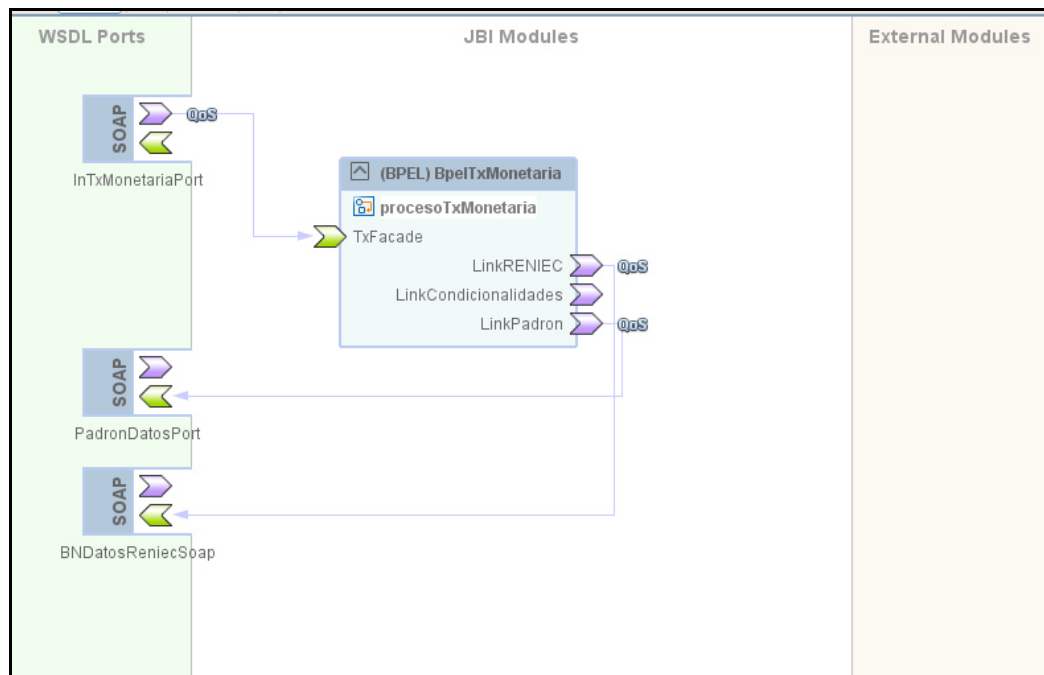 WSDL Ports
JBI Modules
External Modules
SOAP
QoS
InTxMonetariaPort
(BPEL) BpelTxMonetaria
procesoTxMonetaria
TxFacade
LinkRENIEC
QoS
LinkCondicionalidades
LinkPadron
QoS
SOAP
PadronDatosPort
SOAP
BNDatosReniecSoap